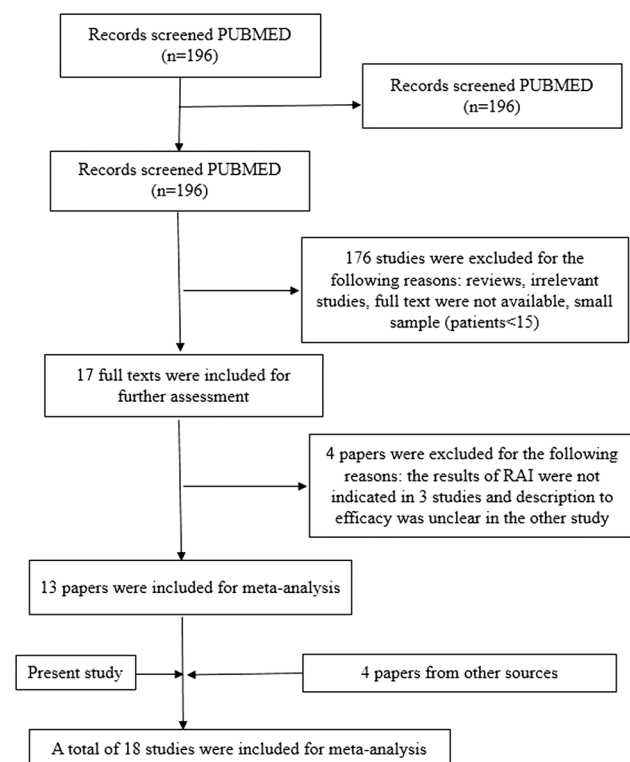 Records screened PUBMED
(n=196)
Records screened PUBMED
(n=196)
Records screened PUBMED
(n=196)
176 studies were excluded for the
following reasons: reviews, irrelevant
studies, full text were not available, small
sample (patients<15)
17 full texts were included for
further assessment
4 papers were excluded for the following
reasons: the results of RAI were not
indicated in 3 studies and description to
efficacy was unclear in the other study
13 papers were included for meta-analysis
Present study
4 papers from other sources
A total of 18 studies were included for meta-analysis